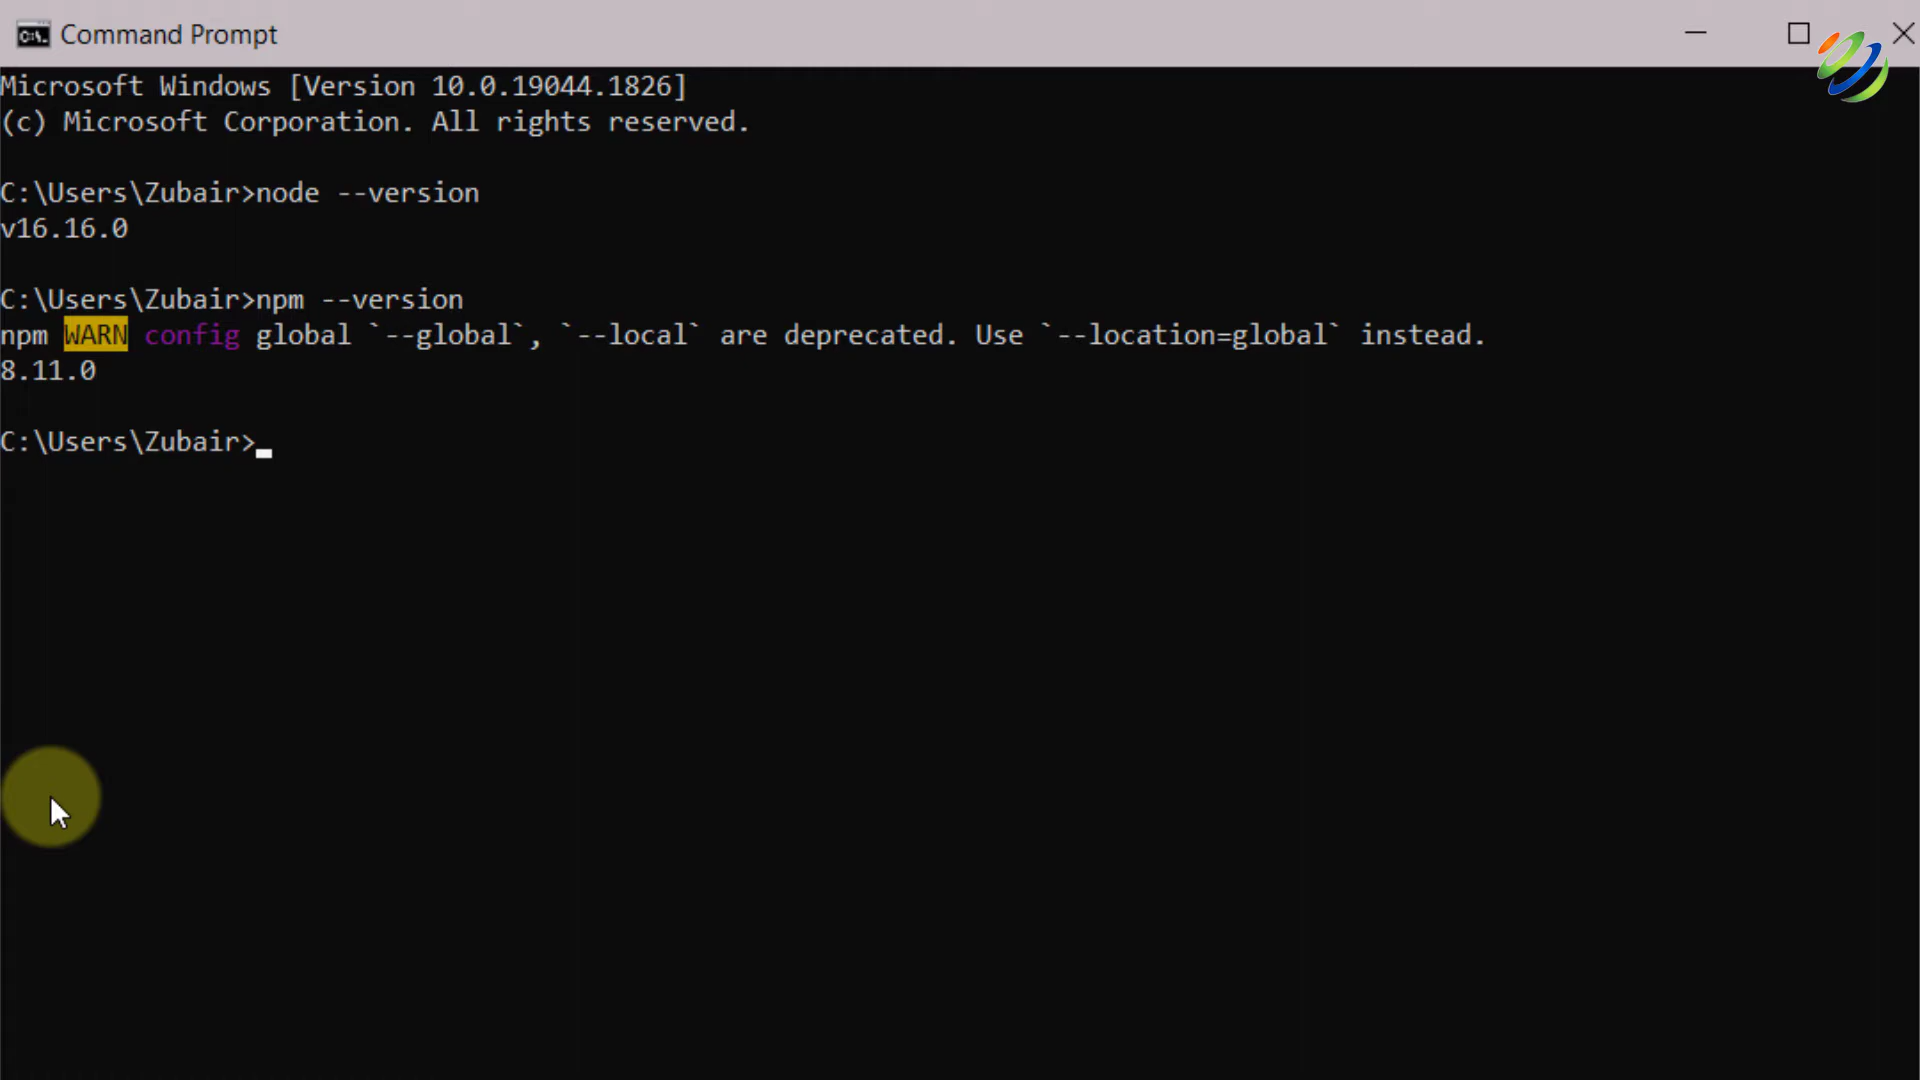 Command Prompt
Microsoft Windows [Version 10.0.19044.1826]
(c) Microsoft Corporation. All rights reserved.
C:\Users\Zubair>node --version
v16.16.0
C:\Users\Zubair>npm --version
npm WARN config global `--global`, `--local` are deprecated. Use `--location=global` instead.
8.11.0
C:\Users\Zubair>